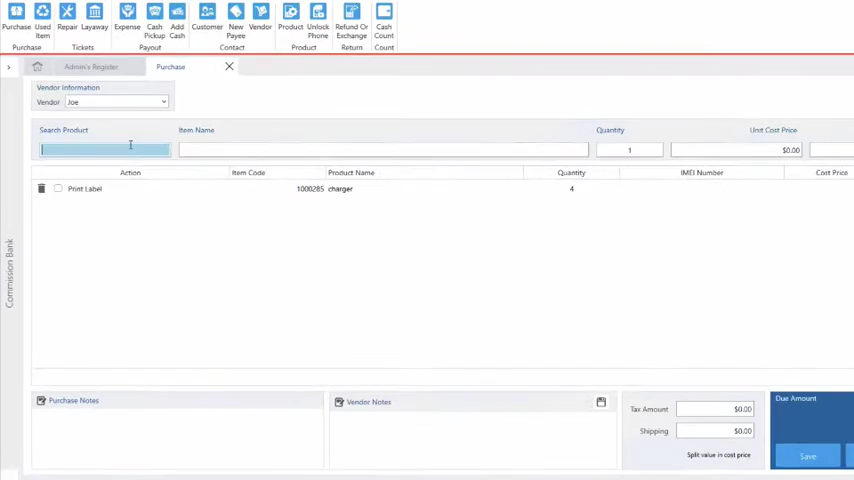 Purchase Used Item Repair Layaway Expense Cash Pickup Add Cash Customer New Payee Vendor Product Unlock Phone Refund Or Exchange Cash Count
Purchase Tickets Payout Contact Product Return Count
Admin's Register Purchase
Vendor Information
Vendor Joe
Search Product Item Name Quantity Unit Cost Price
1 $0.00
Action Item Code Product Name Quantity IMEI Number Cost Price
Print Label 1000285 charger 4
Commission Bank
Purchase Notes Vendor Notes Due Amount
Tax Amount $0.00
Shipping $0.00
Split value in cost price Save